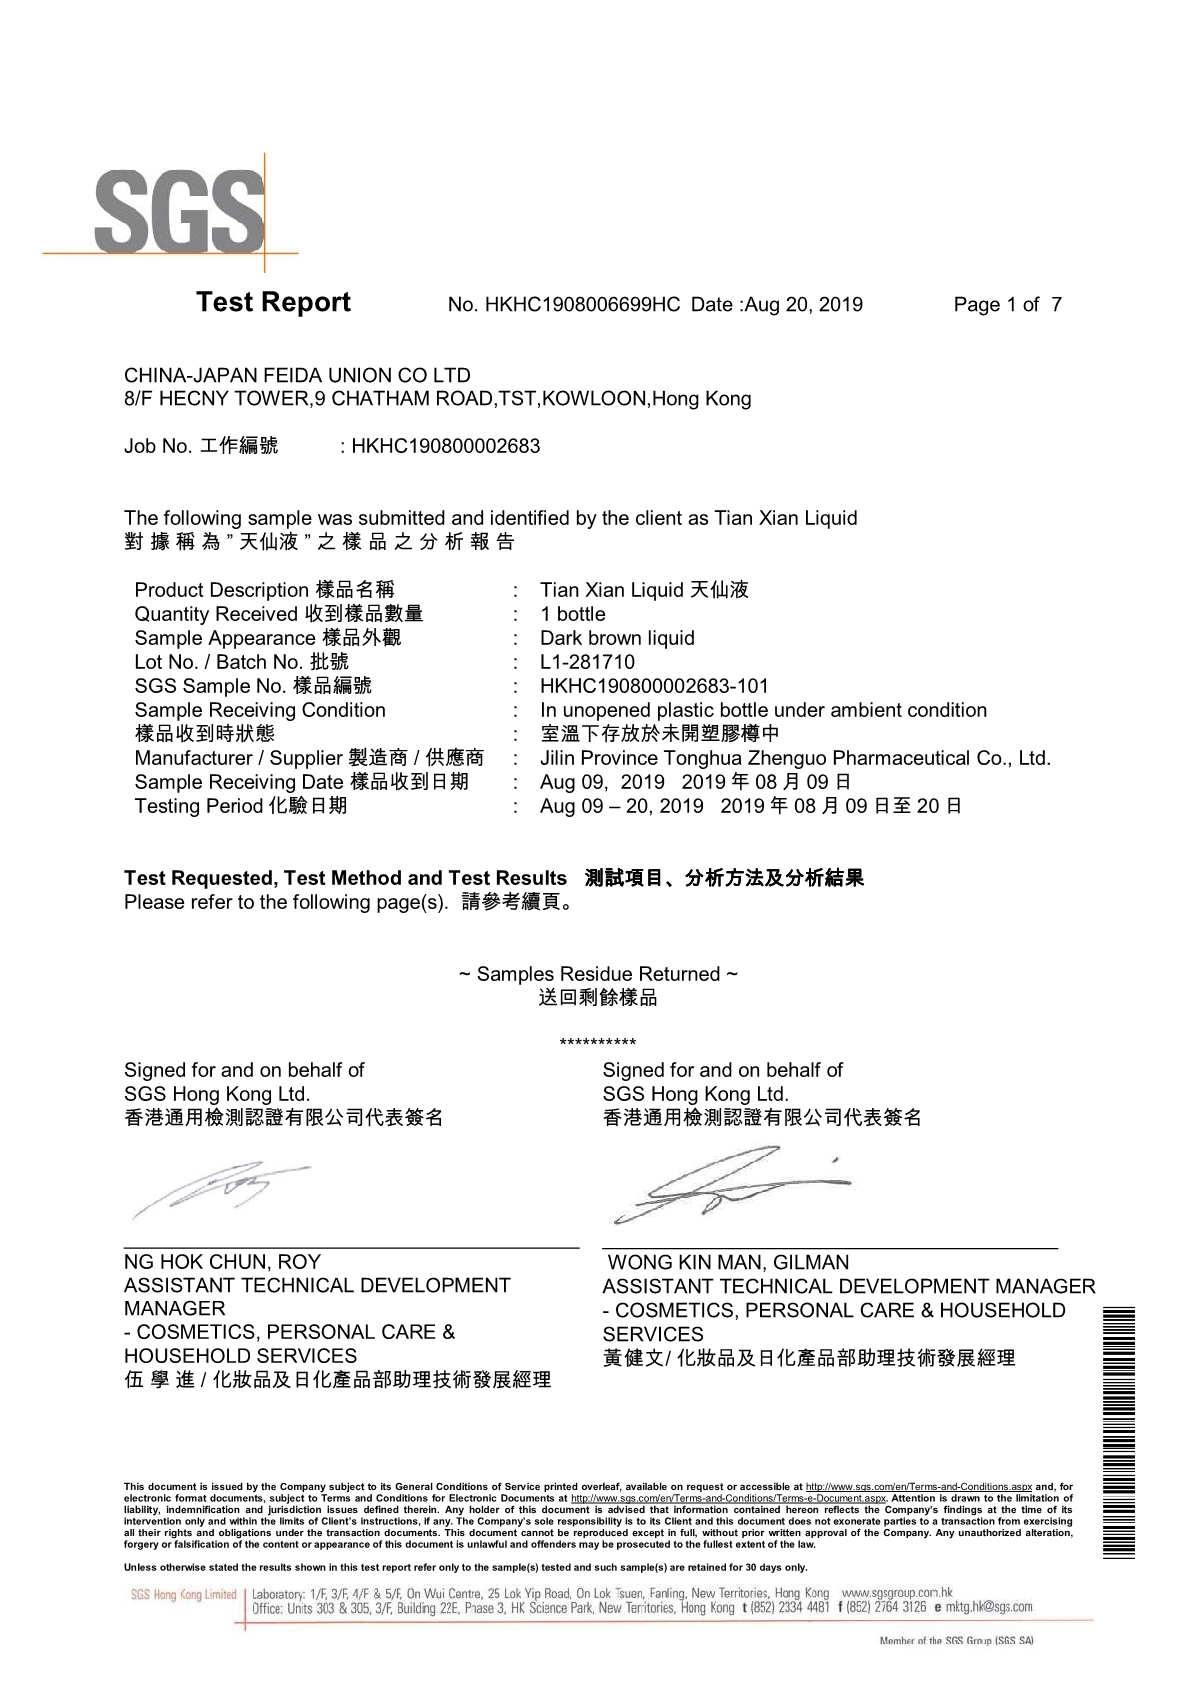 SGS
Test Report No. HKHC1908006699HC Date :Aug 20, 2019 Page 1 of 7
CHINA-JAPAN FEIDA UNION CO LTD
8/F HECNY TOWER,9 CHATHAM ROAD,TST,KOWLOON,Hong Kong
Job No. 工作編號 : HKHC190800002683
The following sample was submitted and identified by the client as Tian Xian Liquid
對 據 稱 為 ” 天仙液 ” 之 樣 品 之 分 析 報 告
Product Description 樣品名稱 : Tian Xian Liquid 天仙液
Quantity Received 收到樣品數量 : 1 bottle
Sample Appearance 樣品外觀 : Dark brown liquid
Lot No. / Batch No. 批號 : L1-281710
SGS Sample No. 樣品編號 : HKHC190800002683-101
Sample Receiving Condition : In unopened plastic bottle under ambient condition
樣品收到時狀態 : 室溫下存放於未開塑膠樽中
Manufacturer / Supplier 製造商 / 供應商 : Jilin Province Tonghua Zhenguo Pharmaceutical Co., Ltd.
Sample Receiving Date 樣品收到日期 : Aug 09, 2019 2019 年 08 月 09 日
Testing Period 化驗日期 : Aug 09 – 20, 2019 2019 年 08 月 09 日至 20 日
Test Requested, Test Method and Test Results 測試項目、分析方法及分析結果
Please refer to the following page(s). 請參考續頁。
~ Samples Residue Returned ~
送回剩餘樣品
**********
Signed for and on behalf of
SGS Hong Kong Ltd.
香港通用檢測認證有限公司代表簽名
NG HOK CHUN, ROY
ASSISTANT TECHNICAL DEVELOPMENT
MANAGER
- COSMETICS, PERSONAL CARE &
HOUSEHOLD SERVICES
伍 學 進 / 化妝品及日化產品部助理技術發展經理
Signed for and on behalf of
SGS Hong Kong Ltd.
香港通用檢測認證有限公司代表簽名
WONG KIN MAN, GILMAN
ASSISTANT TECHNICAL DEVELOPMENT MANAGER
- COSMETICS, PERSONAL CARE & HOUSEHOLD
SERVICES
黃健文/ 化妝品及日化產品部助理技術發展經理
This document is issued by the Company subject to its General Conditions of Service printed overleaf, available on request or accessible at http://www.sgs.com/en/Terms-and-Conditions.aspx and, for
electronic format documents, subject to Terms and Conditions for Electronic Documents at http://www.sgs.com/en/Terms-and-Conditions/Terms-e-Document.aspx. Attention is drawn to the limitation of
liability, indemnification and jurisdiction issues defined therein. Any holder of this document is advised that information contained hereon reflects the Company's findings at the time of its
intervention only and within the limits of Client's instructions, if any. The Company's sole responsibility is to its Client and this document does not exonerate parties to a transaction from exercising
all their rights and obligations under the transaction documents. This document cannot be reproduced except in full, without prior written approval of the Company. Any unauthorized alteration,
forgery or falsification of the content or appearance of this document is unlawful and offenders may be prosecuted to the fullest extent of the law.
Unless otherwise stated the results shown in this test report refer only to the sample(s) tested and such sample(s) are retained for 30 days only.
SGS Hong Kong Limited Laboratory: 1/F, 3/F, 4/F & 5/F, On Wui Centre, 25 Lok Yip Road, On Lok Tsuen, Fanling, New Territories, Hong Kong www.sgsgroup.com.hk
Office: Units 303 & 305, 3/F, Building 22E, Phase 3, HK Science Park, New Territories, Hong Kong t (852) 2334 4481 f (852) 2764 3126 e mktg.hk@sgs.com
Member of the SGS Group (SGS SA)